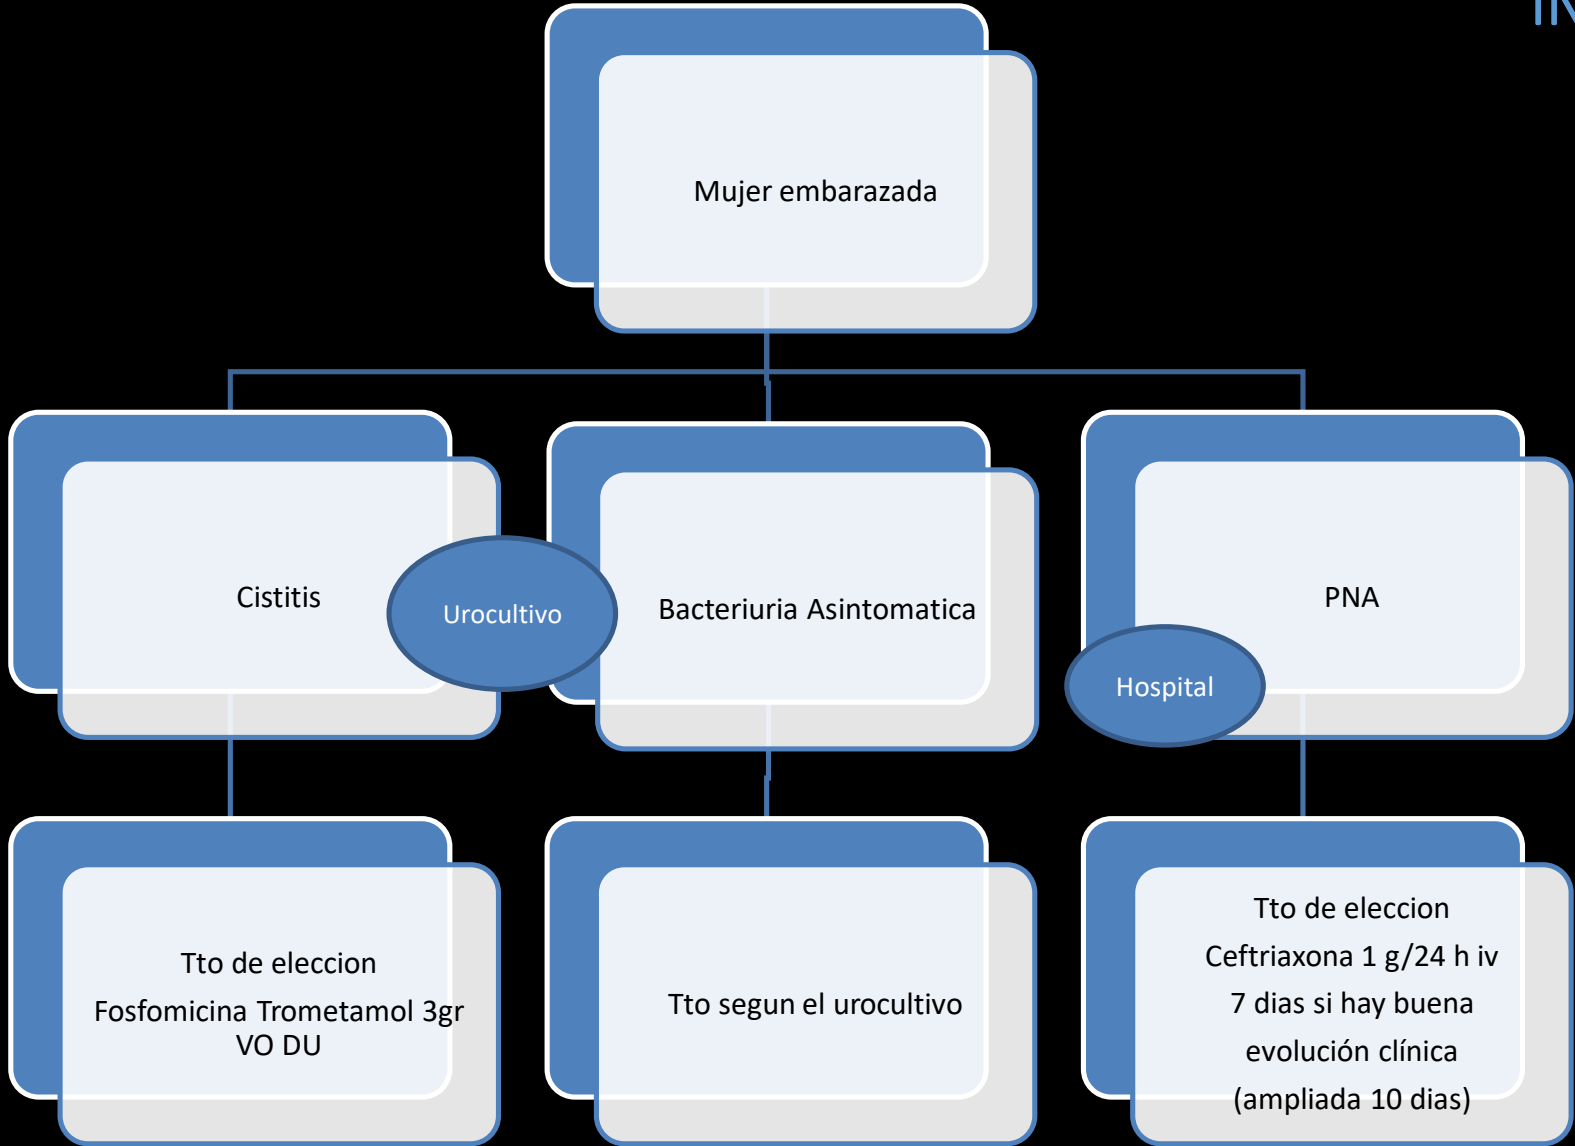 Mujer embarazada
Cistitis
Urocultivo
Bacteriuria Asintomatica
PNA
Hospital
Tto de eleccion
Fosfomicina Trometamol 3gr
VO DU
Tto segun el urocultivo
Tto de eleccion
Ceftriaxona 1 g/24 h iv
7 dias si hay buena
evolución clínica
(ampliada 10 dias)